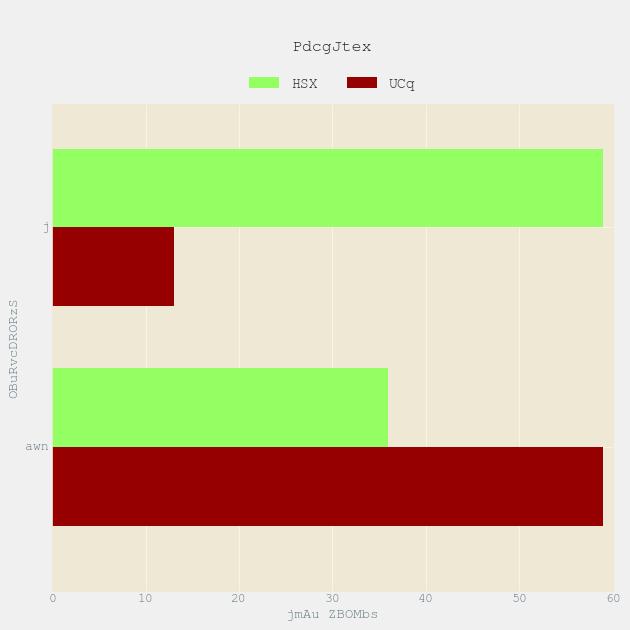 PdcgJtex
HSX
UCq
j
awn
OBuRvcDRORzS
0 10 20 30 40 50 60
jmAu ZBOMbs